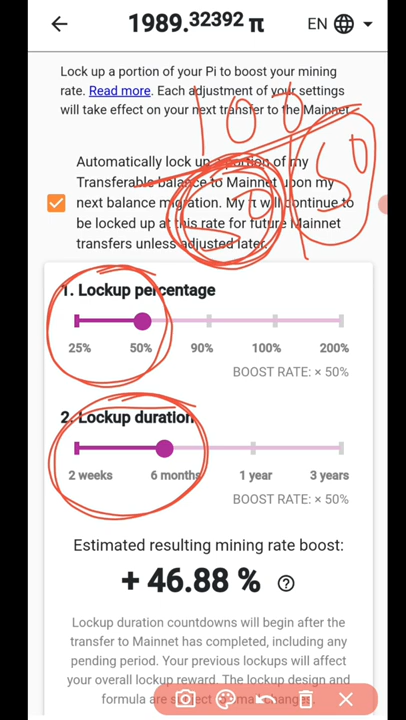 1989.32392 π
EN
Lock up a portion of your Pi to boost your mining
rate. Read more. Each adjustment of your settings
will take effect on your next transfer to the Mainnet.
100
50
50
Automatically lock up a portion of my
Transferable balance to Mainnet upon my
next balance migration. My π will continue to
be locked up at this rate for future Mainnet
transfers unless adjusted later.
1. Lockup percentage
25% 50% 90% 100% 200%
BOOST RATE: × 50%
2. Lockup duration
2 weeks 6 months 1 year 3 years
BOOST RATE: × 50%
Estimated resulting mining rate boost:
+ 46.88 %
Lockup duration countdowns will begin after the
transfer to Mainnet has completed, including any
pending period. Your previous lockups will affect
your overall lockup reward. The lockup design and
formula are